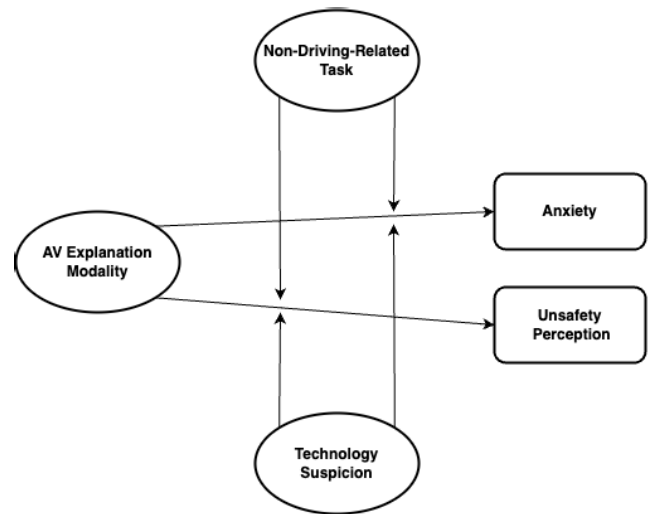 Non-Driving-Related
Task
Anxiety
AV Explanation
Modality
Unsafety
Perception
Technology
Suspicion